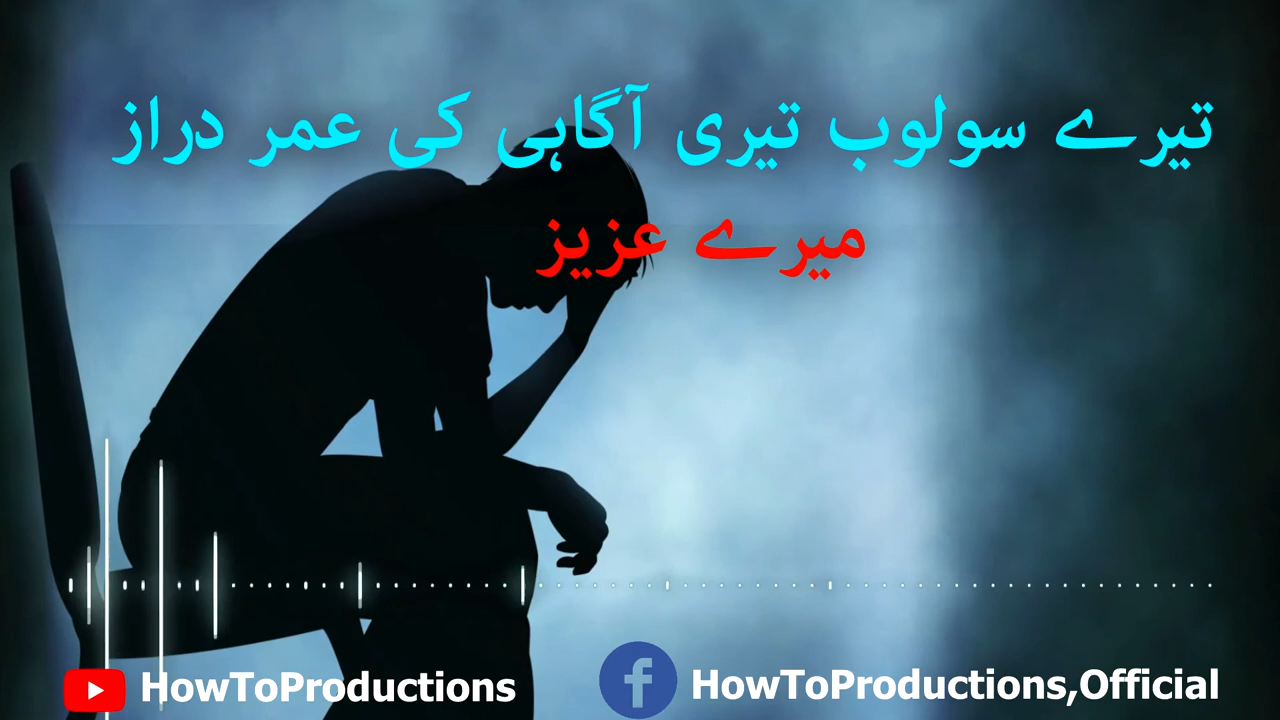 تیرے سولوب تیری آگاہی کی عمر دراز
میرے عزیز
HowToProductions
HowToProductions,Official